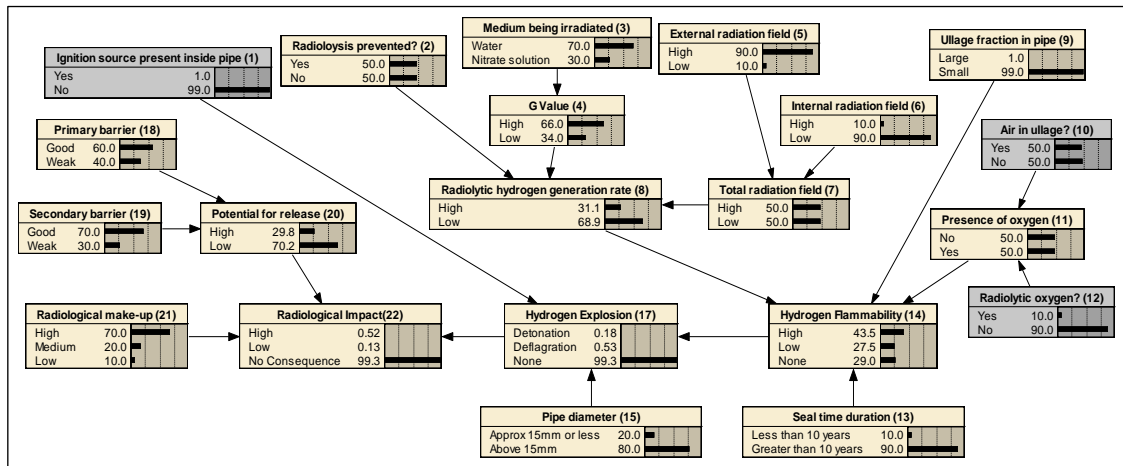 Ignition source present inside pipe (1)
Yes 1.0
No 99.0
Radioloysis prevented? (2)
Yes 50.0
No 50.0
Medium being irradiated (3)
Water 70.0
Nitrate solution 30.0
External radiation field (5)
High 90.0
Low 10.0
Ullage fraction in pipe (9)
Large 1.0
Small 99.0
G Value (4)
High 66.0
Low 34.0
Internal radiation field (6)
High 10.0
Low 90.0
Primary barrier (18)
Good 60.0
Weak 40.0
Air in ullage? (10)
Yes 50.0
No 50.0
Radiolytic hydrogen generation rate (8)
High 31.1
Low 68.9
Total radiation field (7)
High 50.0
Low 50.0
Secondary barrier (19)
Good 70.0
Weak 30.0
Potential for release (20)
High 29.8
Low 70.2
Presence of oxygen (11)
No 50.0
Yes 50.0
Radiolytic oxygen? (12)
Yes 10.0
No 90.0
Radiological make-up (21)
High 70.0
Medium 20.0
Low 10.0
Radiological Impact(22)
High 0.52
Low 0.13
No Consequence 99.3
Hydrogen Explosion (17)
Detonation 0.18
Deflagration 0.53
None 99.3
Hydrogen Flammability (14)
High 43.5
Low 27.5
None 29.0
Pipe diameter (15)
Approx 15mm or less 20.0
Above 15mm 80.0
Seal time duration (13)
Less than 10 years 10.0
Greater than 10 years 90.0